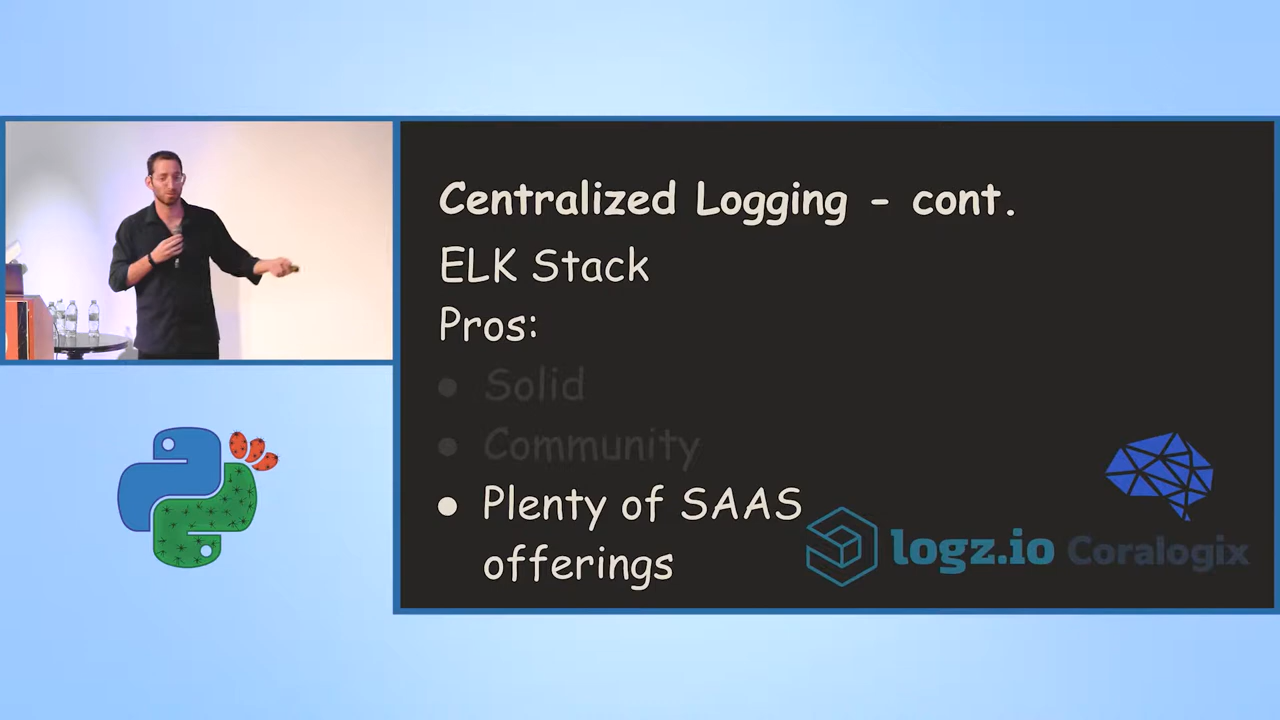 Centralized Logging - cont.
ELK Stack
Pros:
● Solid
● Community
● Plenty of SAAS
offerings
logz.io
Coralogix